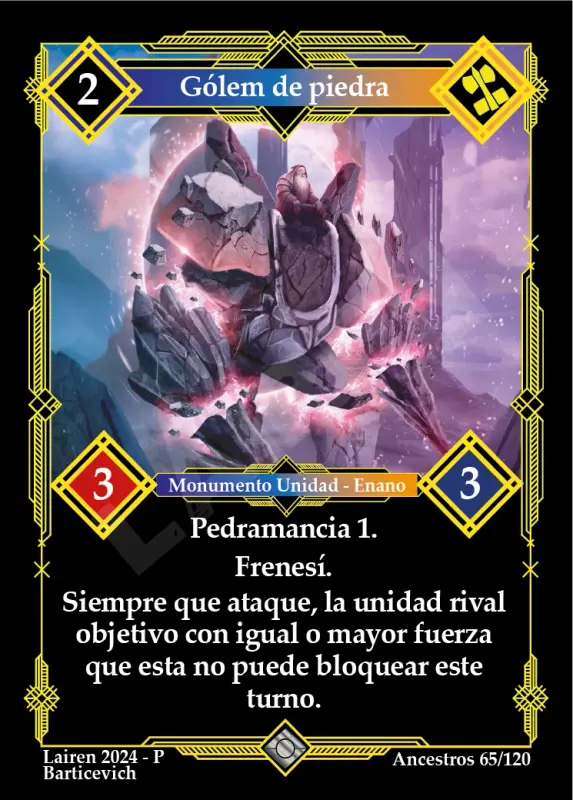 2
Gólem de piedra
3
Monumento Unidad - Enano
3
Pedramancia 1.
Frenesí.
Siempre que ataque, la unidad rival
objetivo con igual o mayor fuerza
que esta no puede bloquear este
turno.
Lairen 2024 - P
Barticevich
Ancestros 65/120